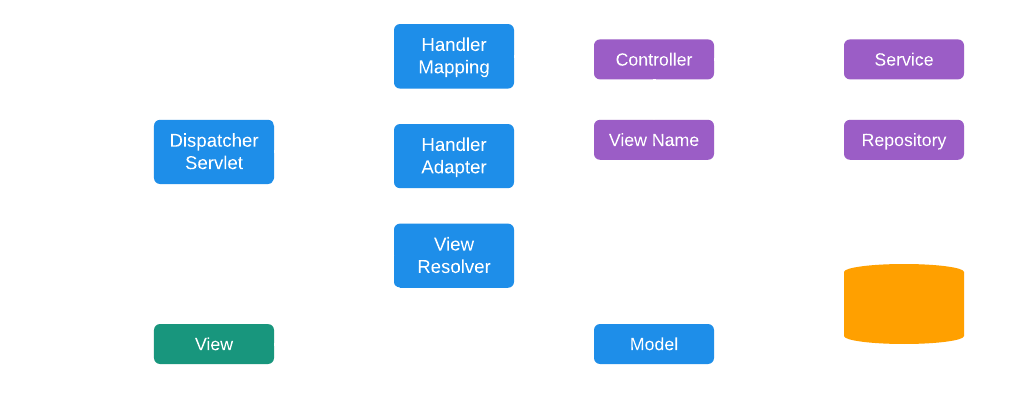 Handler
Mapping
Controller
Service
Dispatcher
Servlet
Handler
Adapter
View Name
Repository
View
Resolver
View
Model